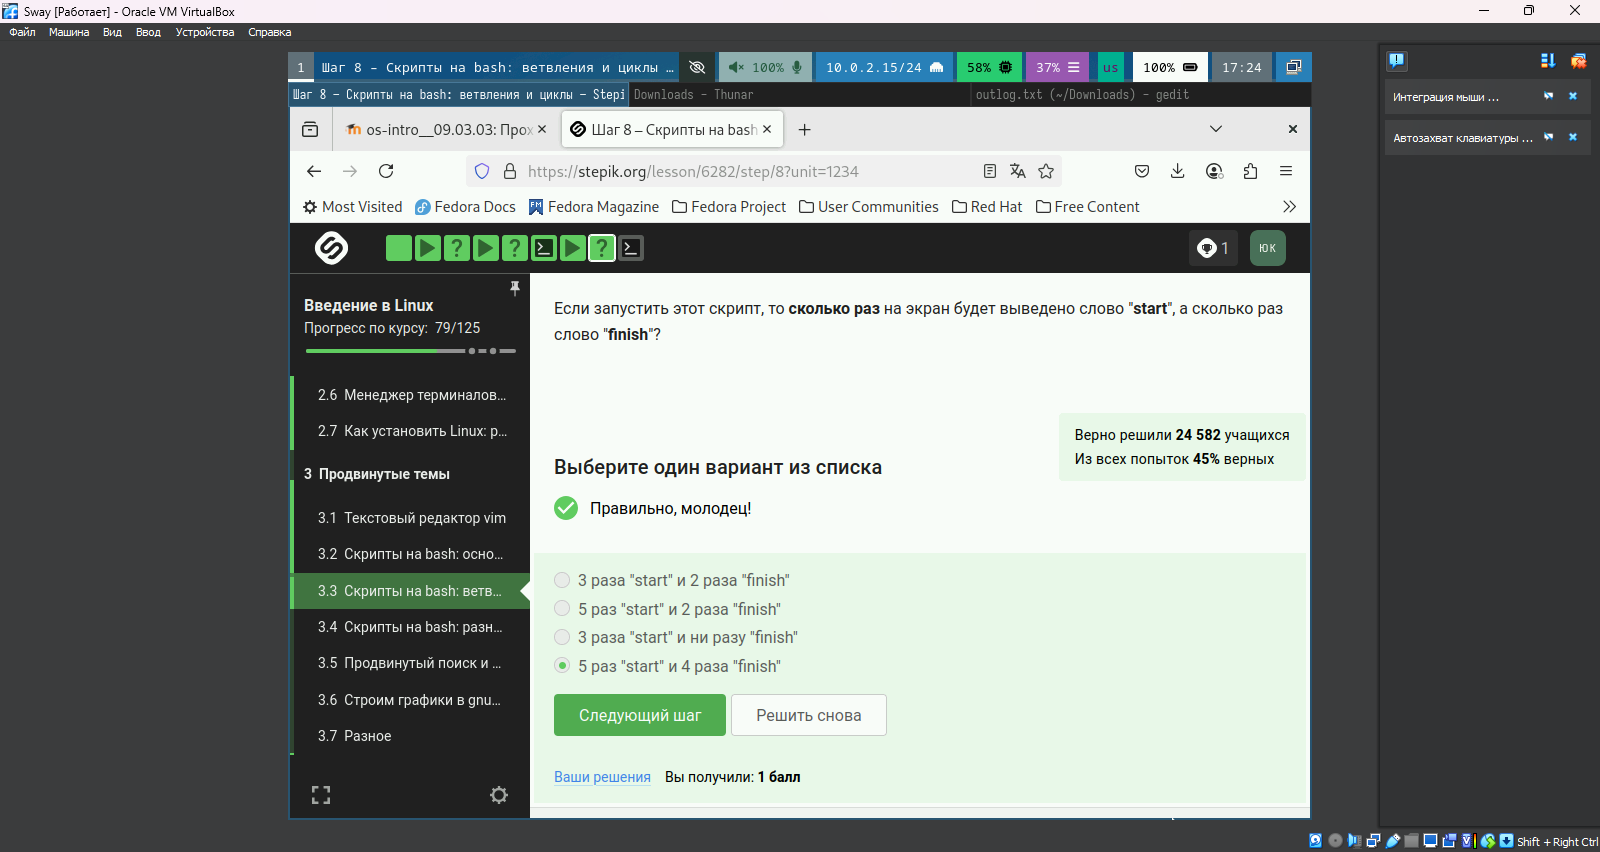 Sway [Работает] - Oracle VM VirtualBox
Файл Машина Вид Ввод Устройства Справка
1 Шаг 8 – Скрипты на bash: ветвления и циклы … 100% 10.0.2.15/24 58% 37% us 100% 17:24
Шаг 8 – Скрипты на bash: ветвления и циклы – Stepi Downloads – Thunar outlog.txt (~/Downloads) – gedit
os-intro__09.03.03: Прох Шаг 8 – Скрипты на bash
https://stepik.org/lesson/6282/step/8?unit=1234
Most Visited Fedora Docs Fedora Magazine Fedora Project User Communities Red Hat Free Content
1 ЮК
Введение в Linux
Прогресс по курсу: 79/125
2.6 Менеджер терминалов…
2.7 Как установить Linux: р…
3 Продвинутые темы
3.1 Текстовый редактор vim
3.2 Скрипты на bash: осно…
3.3 Скрипты на bash: ветв…
3.4 Скрипты на bash: разн…
3.5 Продвинутый поиск и …
3.6 Строим графики в gnu…
3.7 Разное
Если запустить этот скрипт, то сколько раз на экран будет выведено слово "start", а сколько раз
слово "finish"?
Верно решили 24 582 учащихся
Из всех попыток 45% верных
Выберите один вариант из списка
Правильно, молодец!
3 раза "start" и 2 раза "finish"
5 раз "start" и 2 раза "finish"
3 раза "start" и ни разу "finish"
5 раз "start" и 4 раза "finish"
Следующий шаг Решить снова
Ваши решения Вы получили: 1 балл
Интеграция мыши ...
Автозахват клавиатуры ...
Shift + Right Ctrl